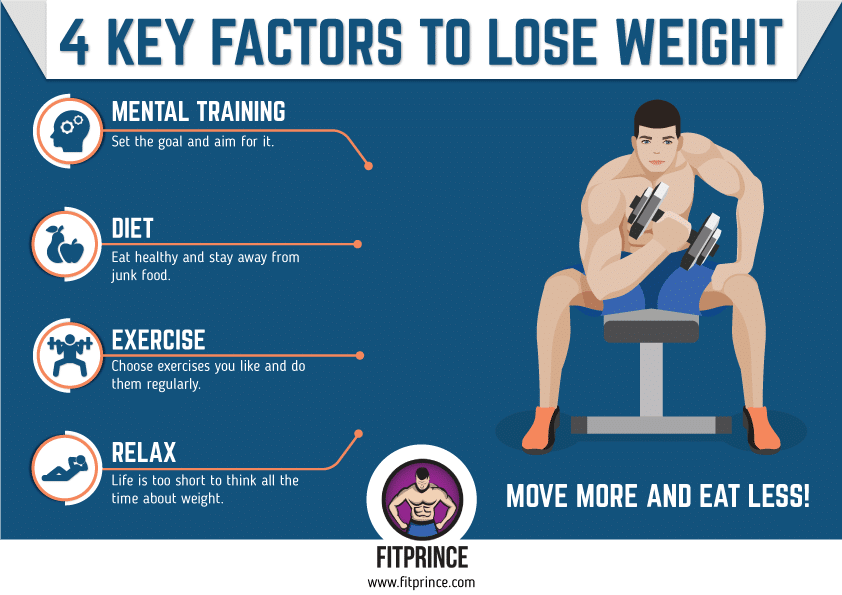 4 KEY FACTORS TO LOSE WEIGHT
MENTAL TRAINING
Set the goal and aim for it.
DIET
Eat healthy and stay away from
junk food.
EXERCISE
Choose exercises you like and do
them regularly.
RELAX
Life is too short to think all the
time about weight.
MOVE MORE AND EAT LESS!
FITPRINCE
www.fitprince.com